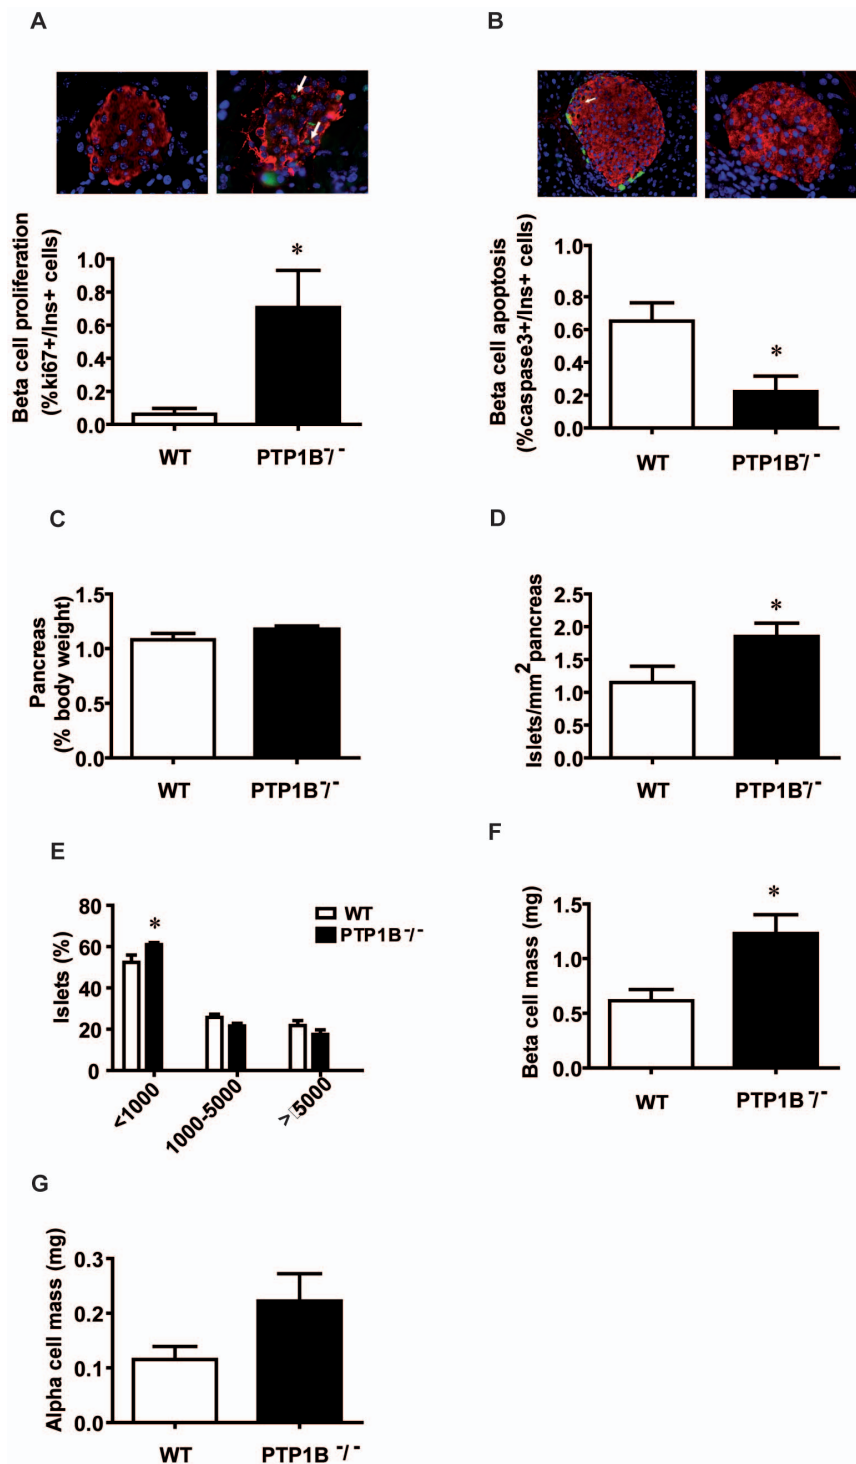 A
B
Beta cell proliferation
(%ki67+/Ins+ cells)
1.0
0.8
0.6
0.4
0.2
0.0
*
WT
PTP1B-/-
Beta cell apoptosis
(%caspase3+/Ins+ cells)
1.0
0.8
0.6
0.4
0.2
0.0
*
WT
PTP1B-/-
C
D
Pancreas
(% body weight)
1.5
1.0
0.5
0.0
WT
PTP1B-/-
Islets/mm2 pancreas
2.5
2.0
1.5
1.0
0.5
0.0
*
WT
PTP1B-/-
E
F
Islets (%)
80
60
40
20
0
*
WT
PTP1B-/-
<1000
1000-5000
>5000
Beta cell mass (mg)
1.5
1.0
0.5
0.0
*
WT
PTP1B-/-
G
Alpha cell mass (mg)
0.3
0.2
0.1
0.0
WT
PTP1B -/-